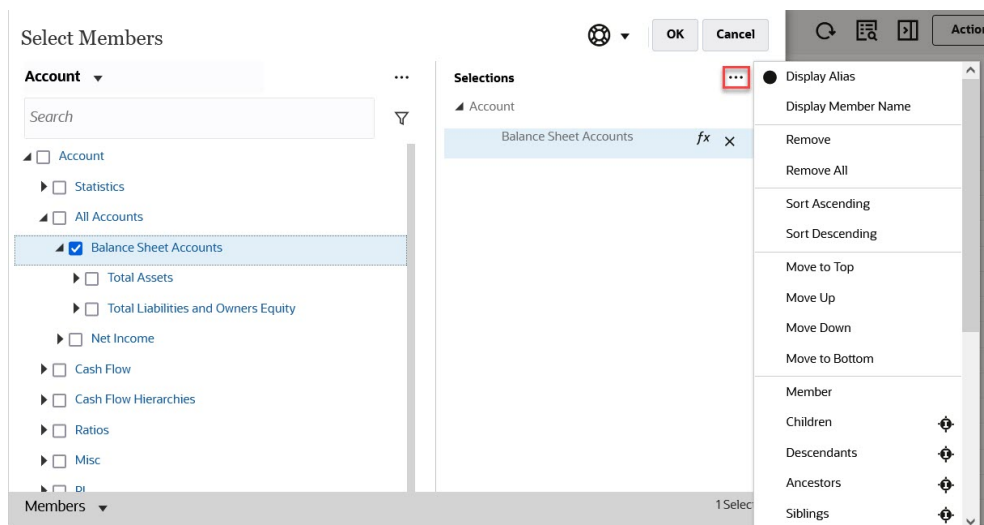 Select Members
OK
Cancel
Actio
Account
...
Search
Account
Statistics
All Accounts
Balance Sheet Accounts
Total Assets
Total Liabilities and Owners Equity
Net Income
Cash Flow
Cash Flow Hierarchies
Ratios
Misc
Members
Selections
...
Account
Balance Sheet Accounts fx
1 Selec
Display Alias
Display Member Name
Remove
Remove All
Sort Ascending
Sort Descending
Move to Top
Move Up
Move Down
Move to Bottom
Member
Children
Descendants
Ancestors
Siblings